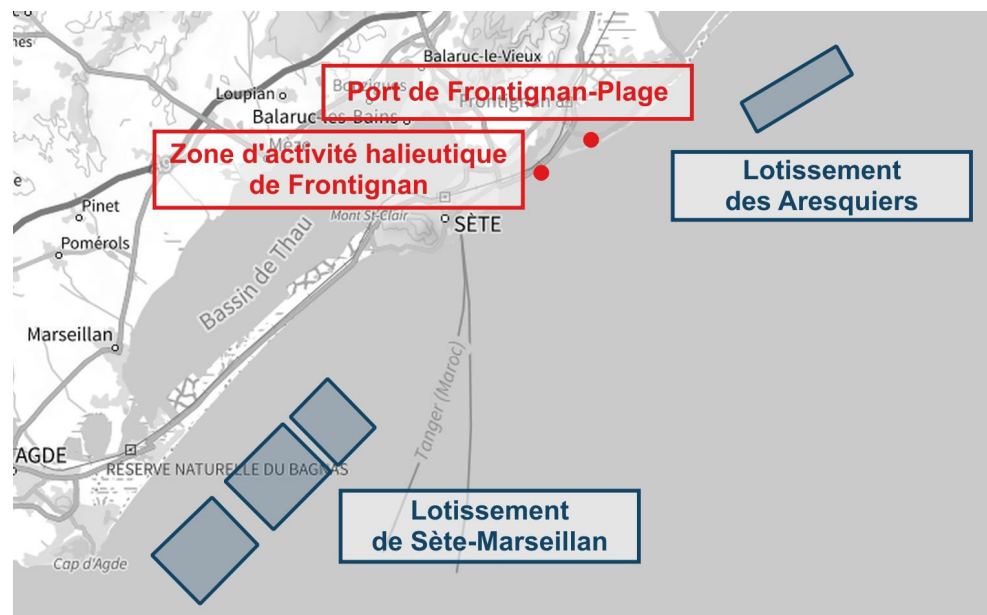 Balaruc-le-Vieux
Loupian
Port de Frontignan-Plage
Frontignan
Balaruc-les-Bains
Mèze
Zone d'activité halieutique
de Frontignan
Lotissement
des Aresquiers
Pinet
Mont St-Clair
SÈTE
Pomérols
Bassin de Thau
Marseillan
Tanger (Maroc)
AGDE
RÉSERVE NATURELLE DU BAGNAS
Lotissement
de Sète-Marseillan
Cap d'Agde